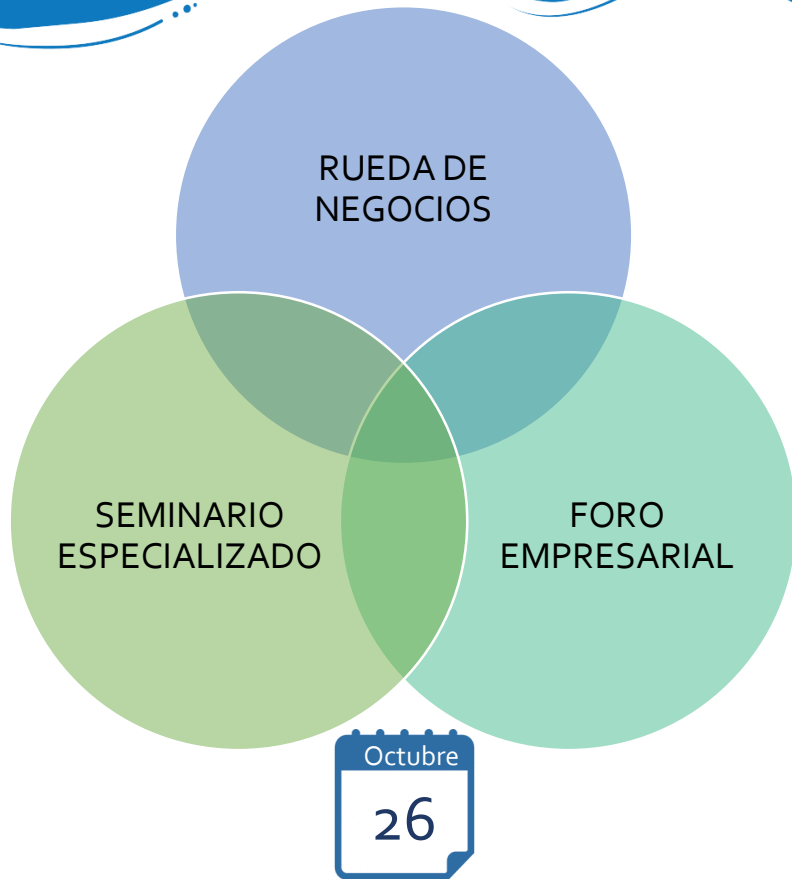 RUEDA DE
NEGOCIOS
SEMINARIO
ESPECIALIZADO
FORO
EMPRESARIAL
Octubre
26